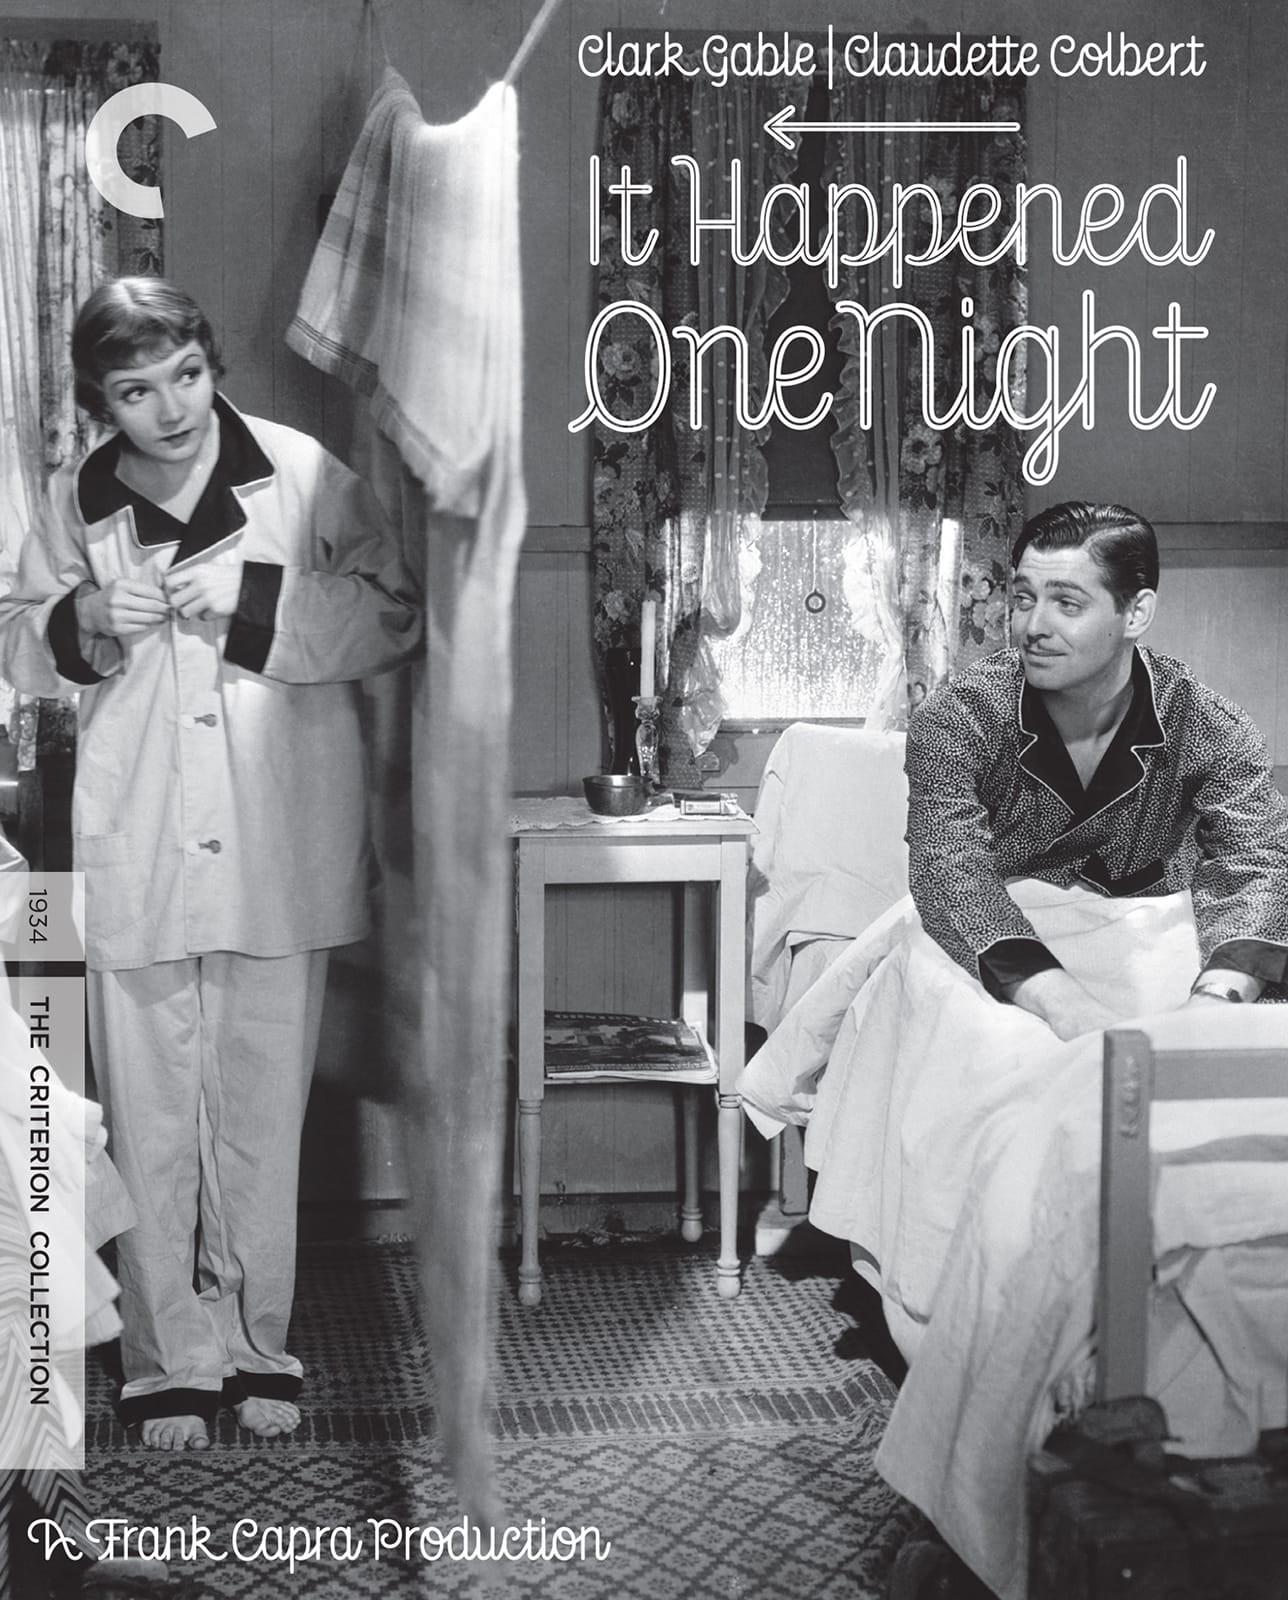 Clark Gable | Claudette Colbert
It Happened
One Night
1934
THE CRITERION COLLECTION
A Frank Capra Production